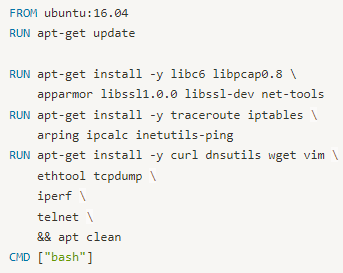 FROM ubuntu:16.04
RUN apt-get update

RUN apt-get install -y libc6 libpcap0.8 \
    apparmor libssl1.0.0 libssl-dev net-tools
RUN apt-get install -y traceroute iptables \
    arping ipcalc inetutils-ping
RUN apt-get install -y curl dnsutils wget vim \
    ethtool tcpdump \
    iperf \
    telnet \
    && apt clean
CMD ["bash"]